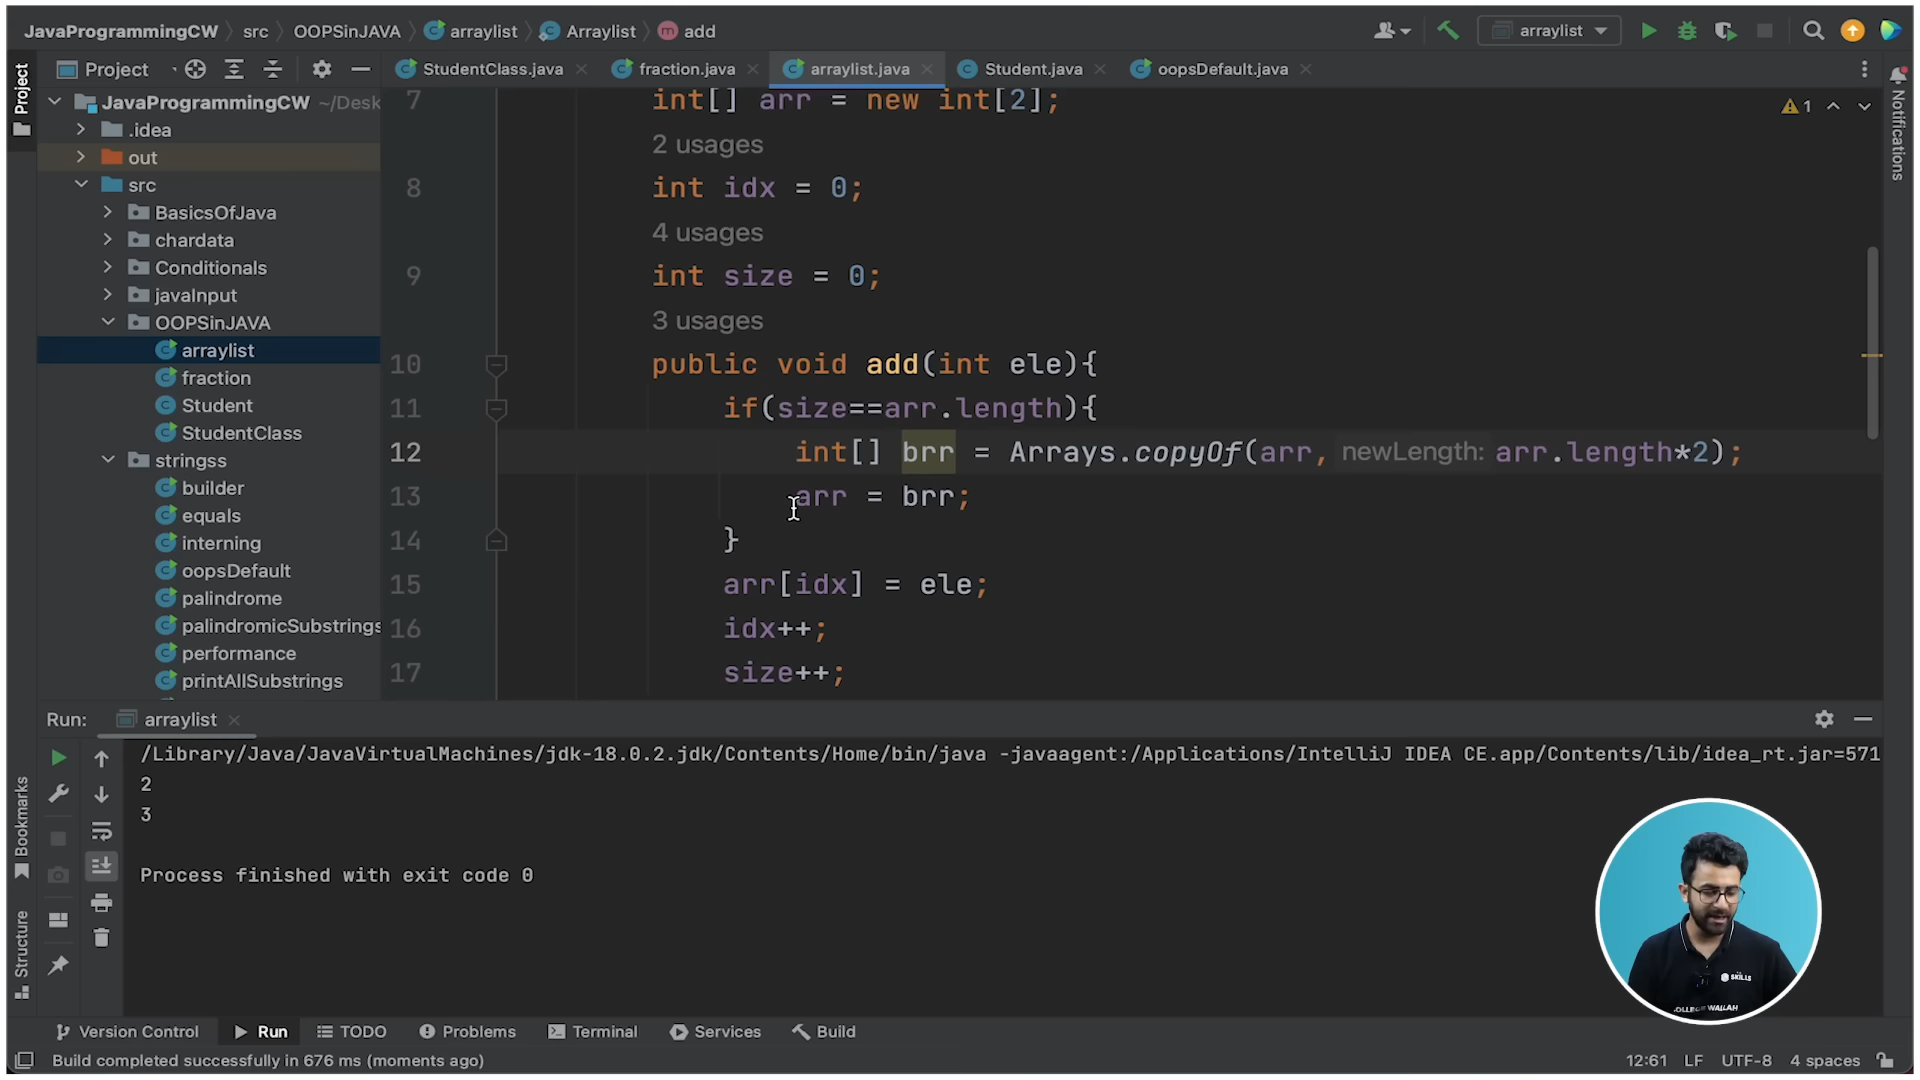 JavaProgrammingCW src OOPSinJAVA arraylist Arraylist add
arraylist
Project
StudentClass.java
fraction.java
arraylist.java
Student.java
oopsDefault.java
Project
Notifications
Bookmarks
Structure
JavaProgrammingCW ~/Desk
.idea
out
src
BasicsOfJava
chardata
Conditionals
javaInput
OOPSinJAVA
arraylist
fraction
Student
StudentClass
stringss
builder
equals
interning
oopsDefault
palindrome
palindromicSubstrings
performance
printAllSubstrings
1
7 int[] arr = new int[2];
2 usages
8 int idx = 0;
4 usages
9 int size = 0;
3 usages
10 public void add(int ele){
11 if(size==arr.length){
12 int[] brr = Arrays.copyOf(arr, newLength: arr.length*2);
13 arr = brr;
14 }
15 arr[idx] = ele;
16 idx++;
17 size++;
Run: arraylist
/Library/Java/JavaVirtualMachines/jdk-18.0.2.jdk/Contents/Home/bin/java -javaagent:/Applications/IntelliJ IDEA CE.app/Contents/lib/idea_rt.jar=571
2
3
Process finished with exit code 0
SKILLS
COLLEGE WALLAH
Version Control Run TODO Problems Terminal Services Build
Build completed successfully in 676 ms (moments ago)
12:61 LF UTF-8 4 spaces